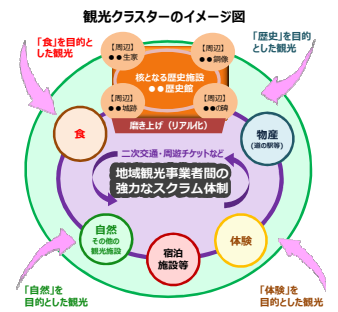 観光クラスターのイメージ図
「食」を目的と
した観光
「歴史」を目的
とした観光
【周辺】
●●生家
【周辺】
●●銅像
核となる歴史施設
●●歴史館
【周辺】
●●城跡
【周辺】
●●の碑
磨き上げ（リアル化）
食
物産
(道の駅等)
二次交通・周遊チケットなど
地域観光事業者間の
強力なスクラム体制
自然
その他の
観光施設
宿泊
施設等
体験
「自然」を
目的とした観光
「体験」を
目的とした観光